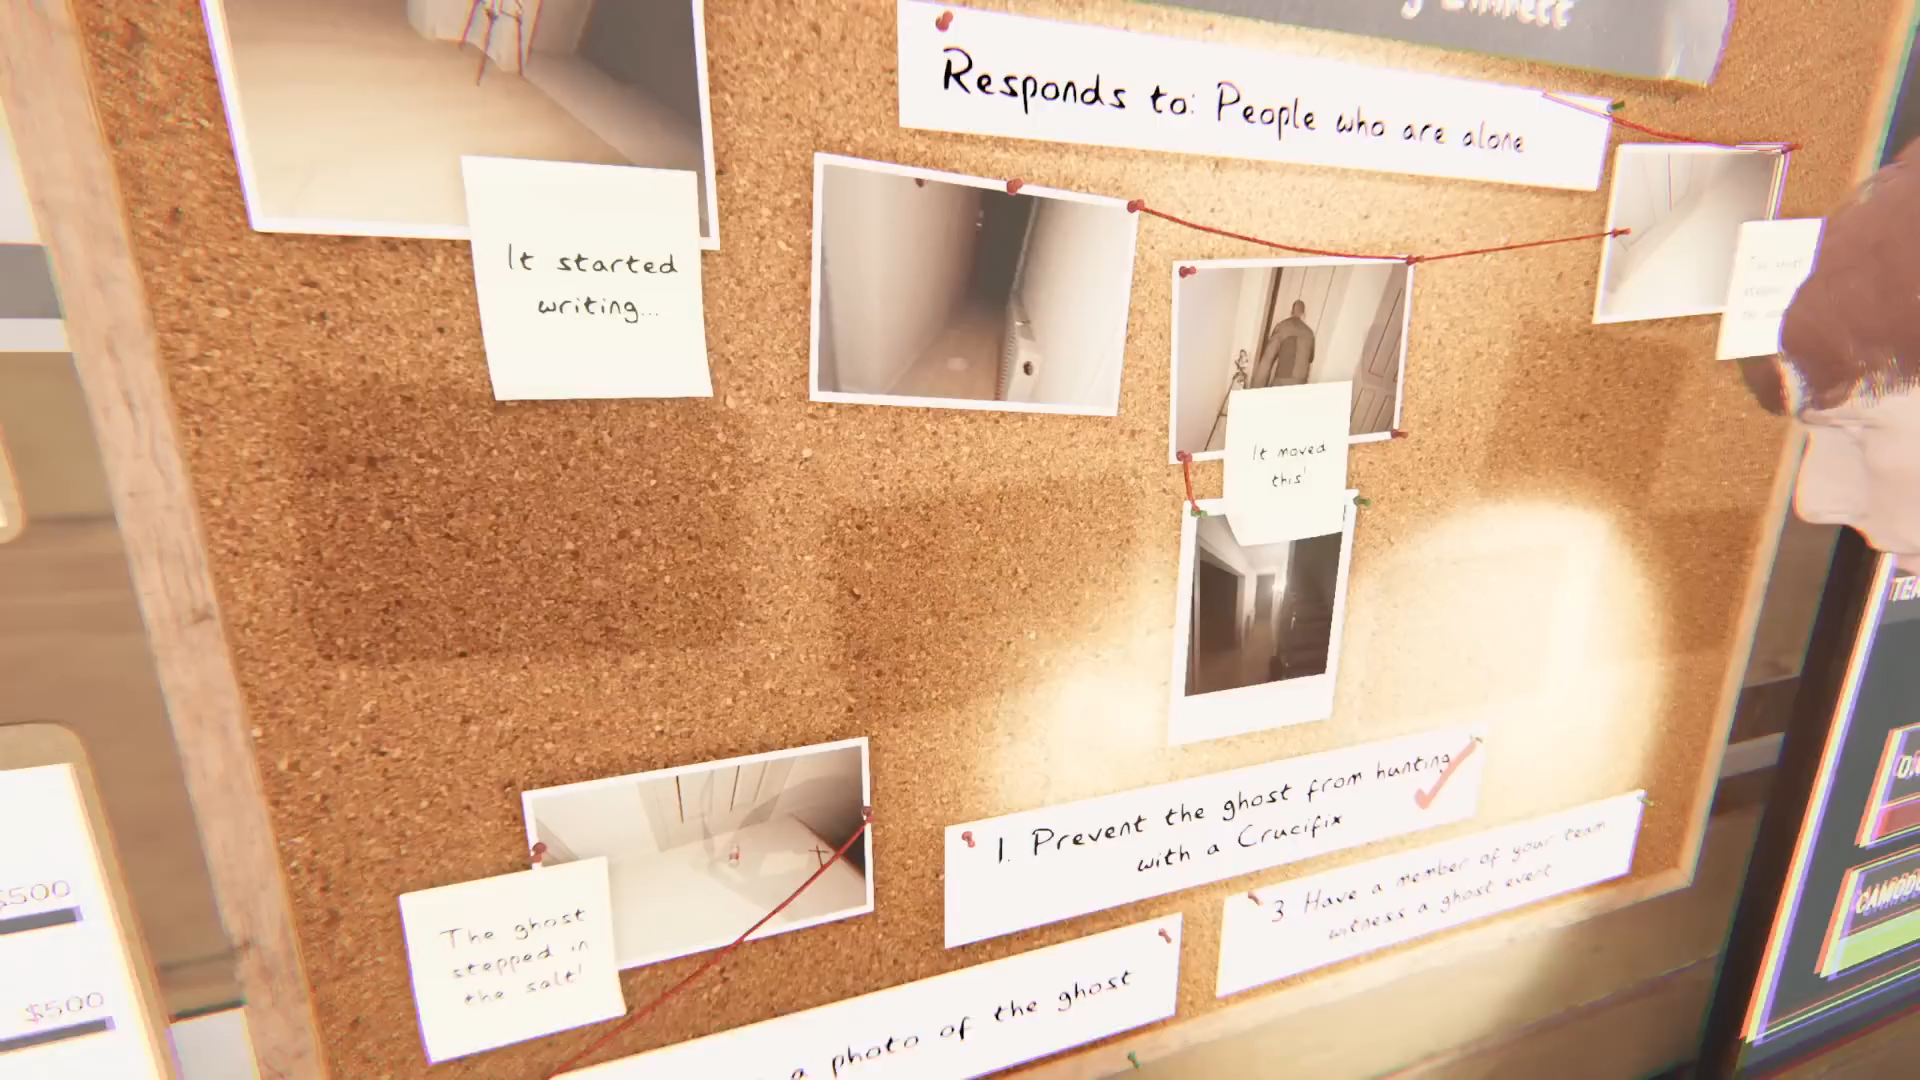 Responds to: People who are alone
It started
writing...
It moved
this!
1. Prevent the ghost from hunting
with a Crucifix
3. Have a member of your team
witness a ghost event
The ghost
stepped in
the salt!
a photo of the ghost
$500
$500